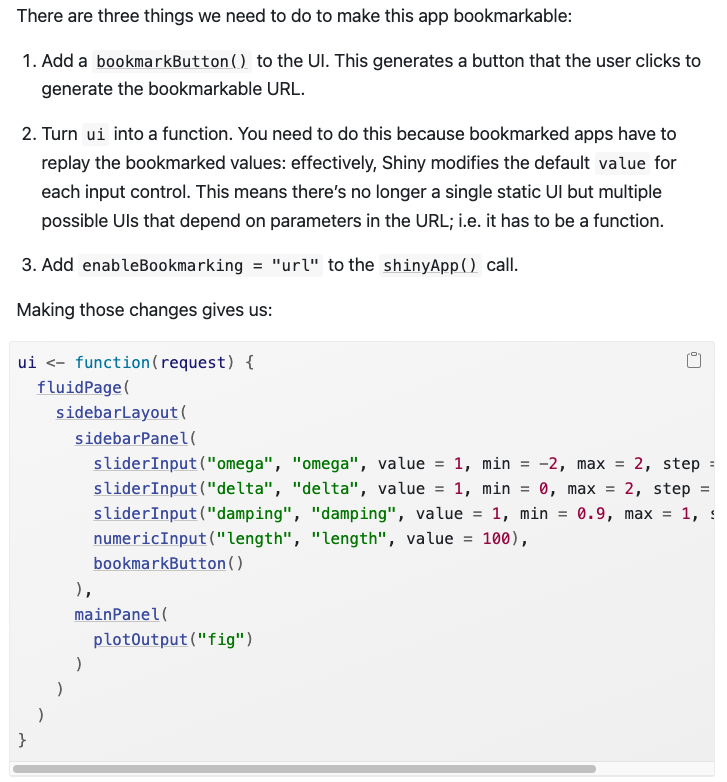 There are three things we need to do to make this app bookmarkable:
1. Add a bookmarkButton() to the UI. This generates a button that the user clicks to
generate the bookmarkable URL.
2. Turn ui into a function. You need to do this because bookmarked apps have to
replay the bookmarked values: effectively, Shiny modifies the default value for
each input control. This means there’s no longer a single static UI but multiple
possible UIs that depend on parameters in the URL; i.e. it has to be a function.
3. Add enableBookmarking = "url" to the shinyApp() call.
Making those changes gives us:
ui <- function(request) {
  fluidPage(
    sidebarLayout(
      sidebarPanel(
        sliderInput("omega", "omega", value = 1, min = -2, max = 2, step =
        sliderInput("delta", "delta", value = 1, min = 0, max = 2, step =
        sliderInput("damping", "damping", value = 1, min = 0.9, max = 1,
        numericInput("length", "length", value = 100),
        bookmarkButton()
      ),
      mainPanel(
        plotOutput("fig")
      )
    )
  )
}